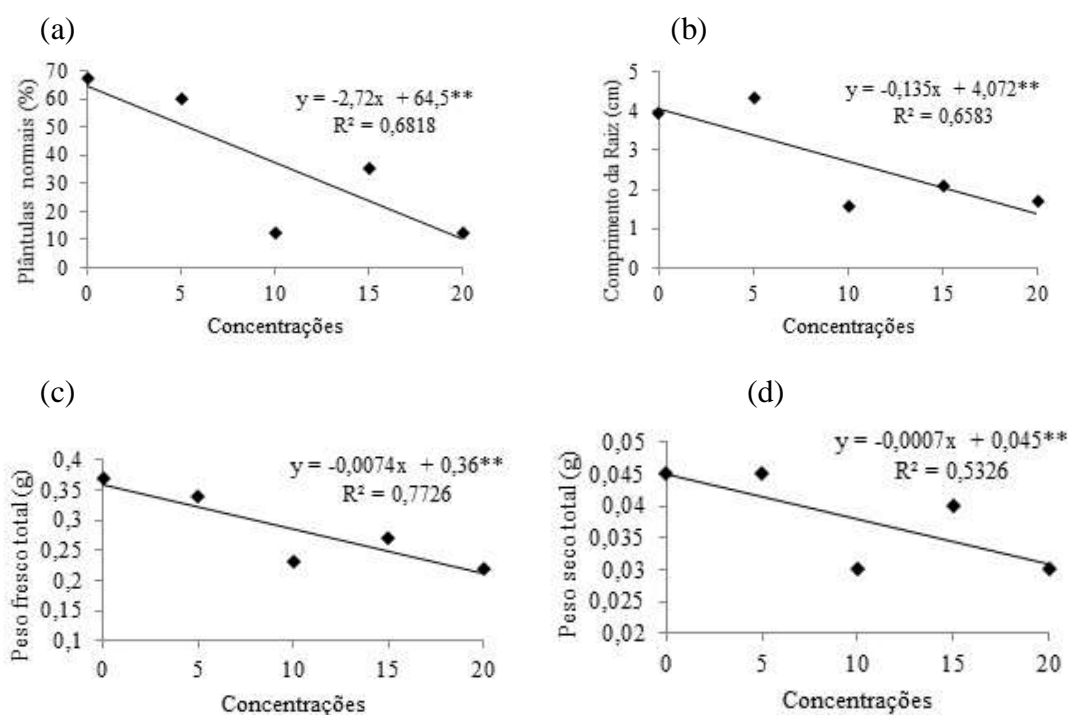 (a)
Plântulas normais (%)
70
60
50
40
30
20
10
0
y = -2,72x + 64,5**
R² = 0,6818
0 5 10 15 20
Concentrações
(b)
Comprimento da Raiz (cm)
5
4
3
2
1
0
y = -0,135x + 4,072**
R² = 0,6583
0 5 10 15 20
Concentrações
(c)
Peso fresco total (g)
0,4
0,35
0,3
0,25
0,2
0,15
0,1
y = -0,0074x + 0,36**
R² = 0,7726
0 5 10 15 20
Concentrações
(d)
Peso seco total (g)
0,05
0,045
0,04
0,035
0,03
0,025
0,02
y = -0,0007x + 0,045**
R² = 0,5326
0 5 10 15 20
Concentrações